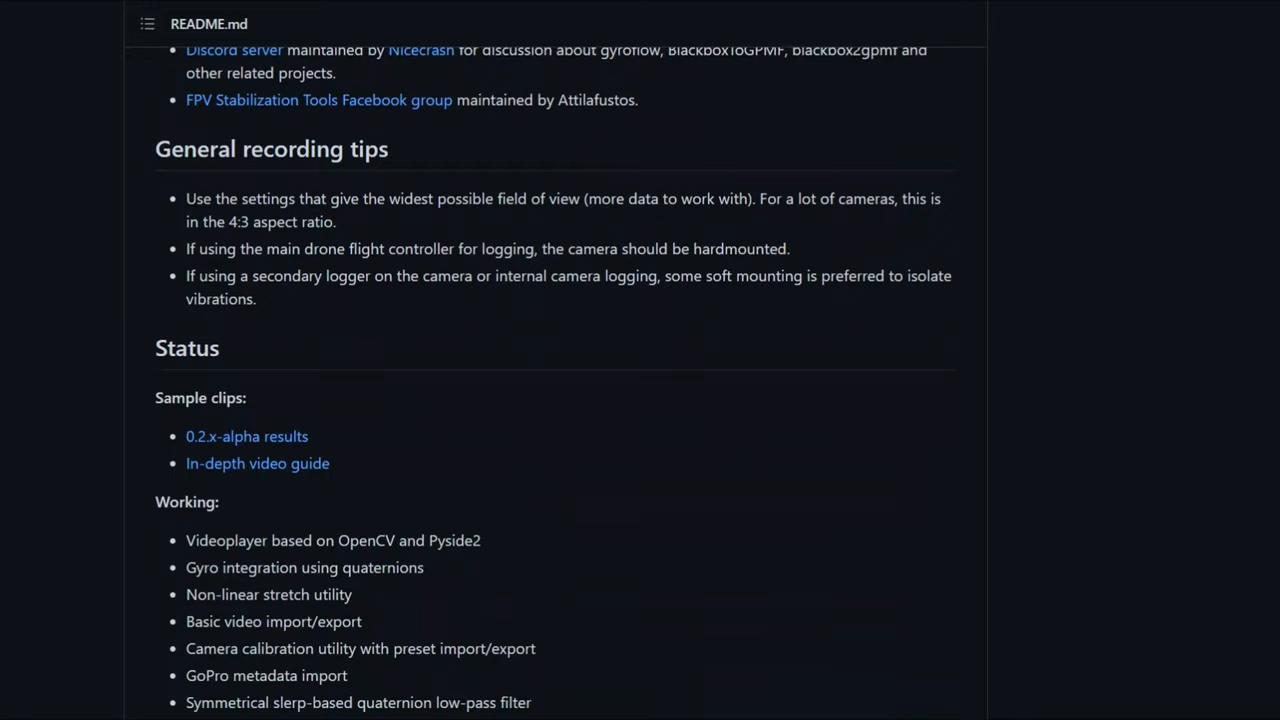 README.md
Discord server maintained by Nicecrash for discussion about gyroflow, BlackboxToGPMF, blackbox2gpmf and
other related projects.
FPV Stabilization Tools Facebook group maintained by Attilafustos.
General recording tips
Use the settings that give the widest possible field of view (more data to work with). For a lot of cameras, this is
in the 4:3 aspect ratio.
If using the main drone flight controller for logging, the camera should be hardmounted.
If using a secondary logger on the camera or internal camera logging, some soft mounting is preferred to isolate
vibrations.
Status
Sample clips:
0.2.x-alpha results
In-depth video guide
Working:
Videoplayer based on OpenCV and Pyside2
Gyro integration using quaternions
Non-linear stretch utility
Basic video import/export
Camera calibration utility with preset import/export
GoPro metadata import
Symmetrical slerp-based quaternion low-pass filter